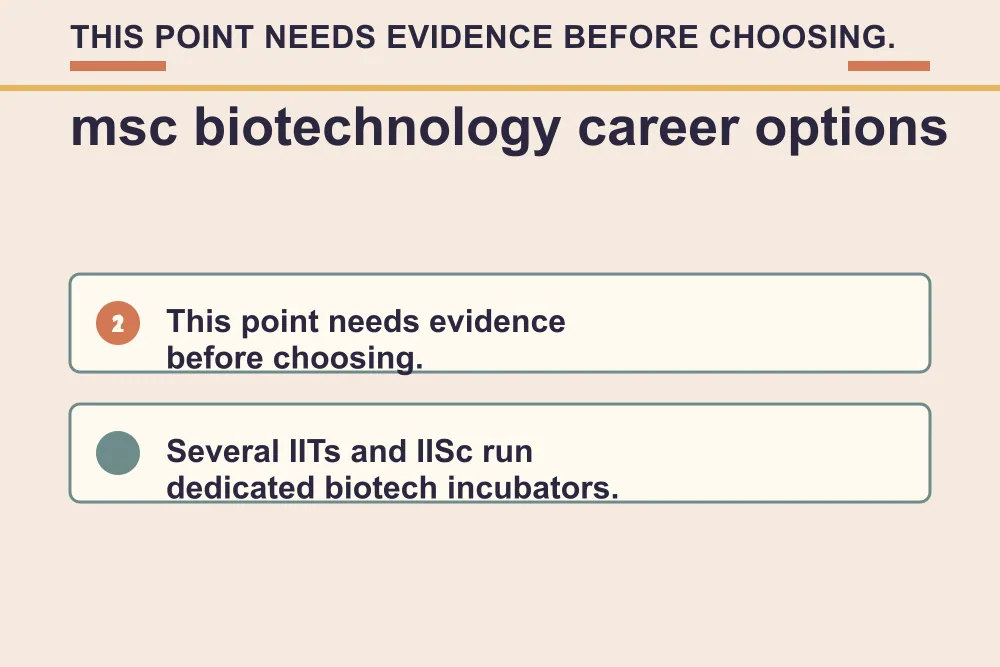 THIS POINT NEEDS EVIDENCE BEFORE CHOOSING.
msc biotechnology career options
2 This point needs evidence
before choosing.
Several IITs and IISc run
dedicated biotech incubators.